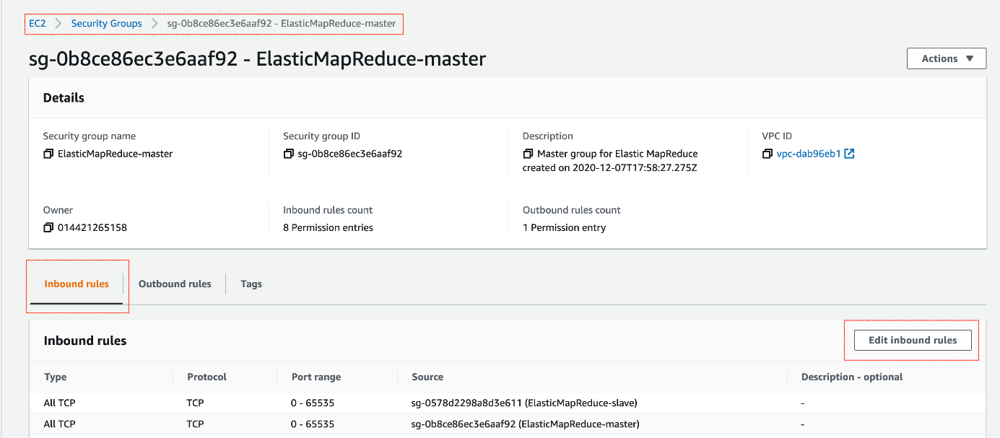 EC2 > Security Groups > sg-0b8ce86ec3e6aaf92 - ElasticMapReduce-master
sg-0b8ce86ec3e6aaf92 - ElasticMapReduce-master
Actions ▼
Details
Security group name
ElasticMapReduce-master
Security group ID
sg-0b8ce86ec3e6aaf92
Description
Master group for Elastic MapReduce
created on 2020-12-07T17:58:27.275Z
VPC ID
vpc-dab96eb1
Owner
014421265158
Inbound rules count
8 Permission entries
Outbound rules count
1 Permission entry
Inbound rules Outbound rules Tags
Inbound rules
Edit inbound rules
Type Protocol Port range Source Description - optional
All TCP TCP 0 - 65535 sg-0578d2298a8d3e611 (ElasticMapReduce-slave) -
All TCP TCP 0 - 65535 sg-0b8ce86ec3e6aaf92 (ElasticMapReduce-master) -